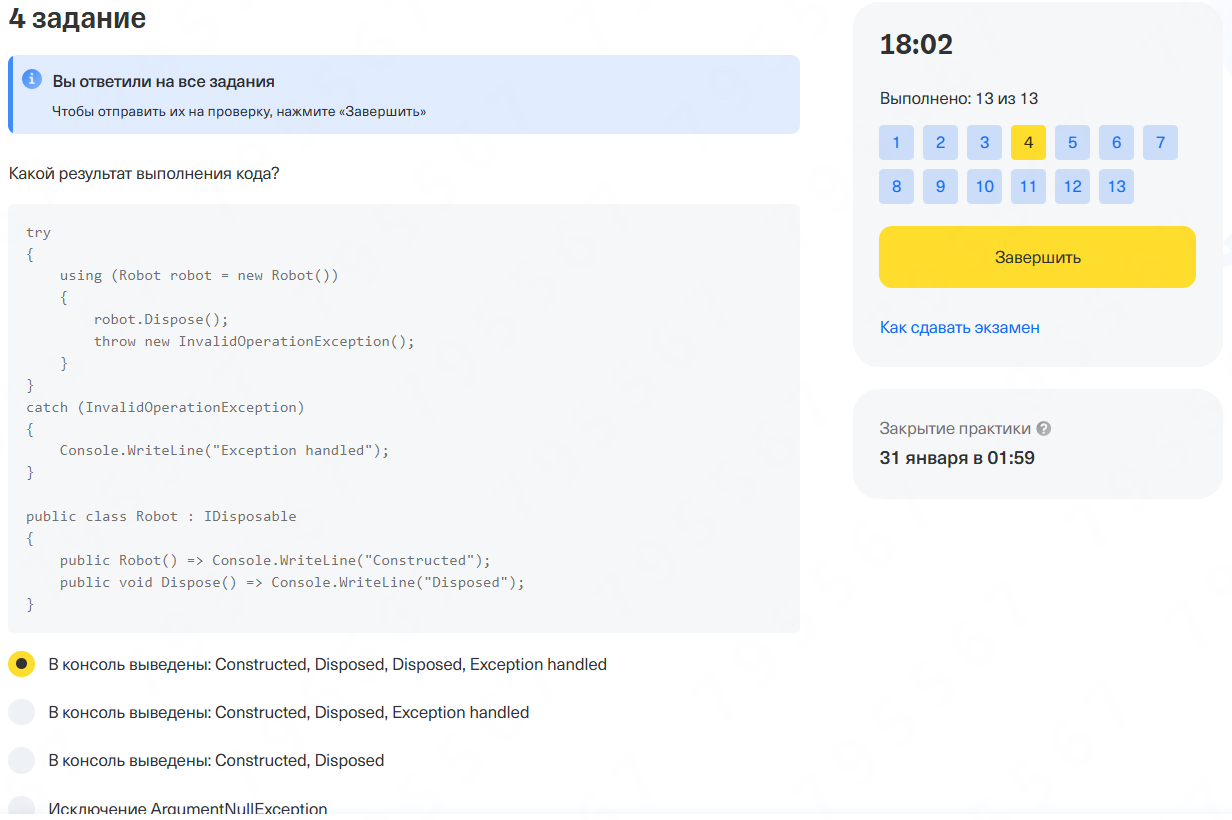 4 задание
Вы ответили на все задания
Чтобы отправить их на проверку, нажмите «Завершить»
Какой результат выполнения кода?
try
{
    using (Robot robot = new Robot())
    {
        robot.Dispose();
        throw new InvalidOperationException();
    }
}
catch (InvalidOperationException)
{
    Console.WriteLine("Exception handled");
}

public class Robot : IDisposable
{
    public Robot() => Console.WriteLine("Constructed");
    public void Dispose() => Console.WriteLine("Disposed");
}
В консоль выведены: Constructed, Disposed, Disposed, Exception handled
В консоль выведены: Constructed, Disposed, Exception handled
В консоль выведены: Constructed, Disposed
Исключение ArgumentNullException
18:02
Выполнено: 13 из 13
1 2 3 4 5 6 7
8 9 10 11 12 13
Завершить
Как сдавать экзамен
Закрытие практики ?
31 января в 01:59